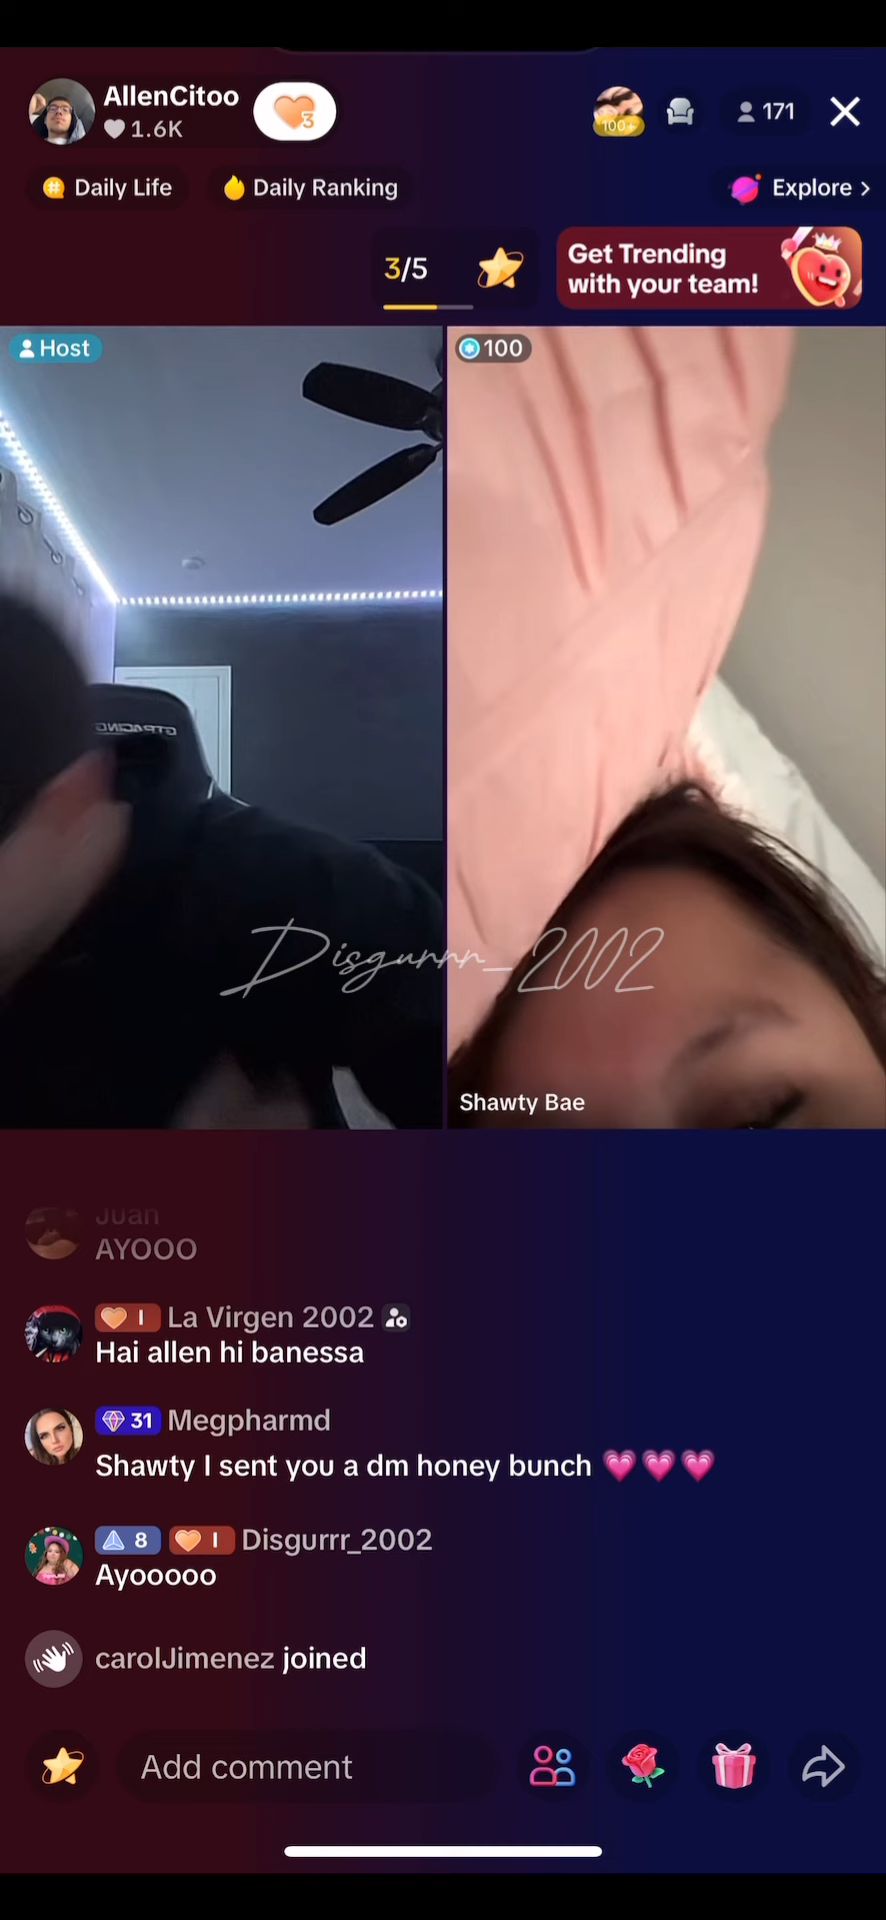 AllenCitoo
1.6K
3
100+
171
Daily Life
Daily Ranking
Explore >
3/5
Get Trending
with your team!
Host
100
GTRACING
Disgurrr_2002
Shawty Bae
Juan
AYOOO
I La Virgen 2002
Hai allen hi banessa
31 Megpharmd
Shawty I sent you a dm honey bunch 💗💗💗
8 I Disgurrr_2002
Ayooooo
carolJimenez joined
Add comment